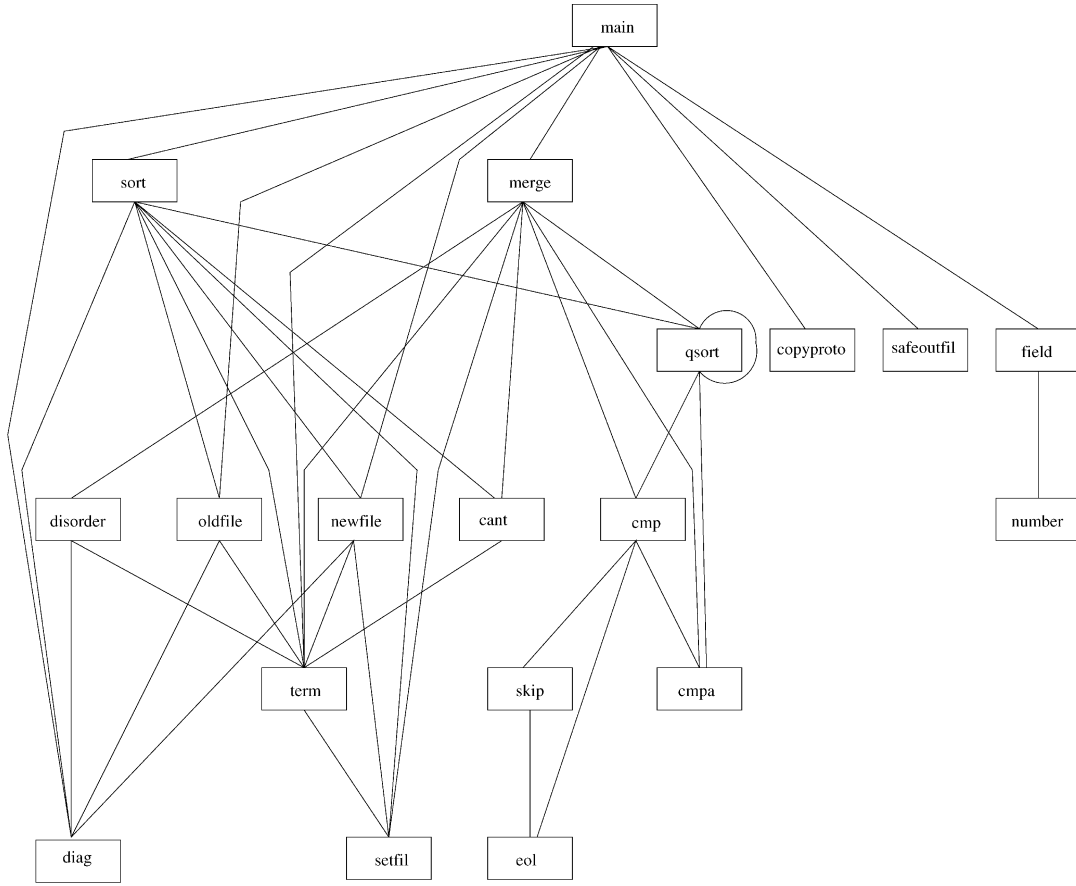 main
sort
merge
qsort
copyproto
safeoutfil
field
disorder
oldfile
newfile
cant
cmp
number
term
skip
cmpa
diag
setfil
eol